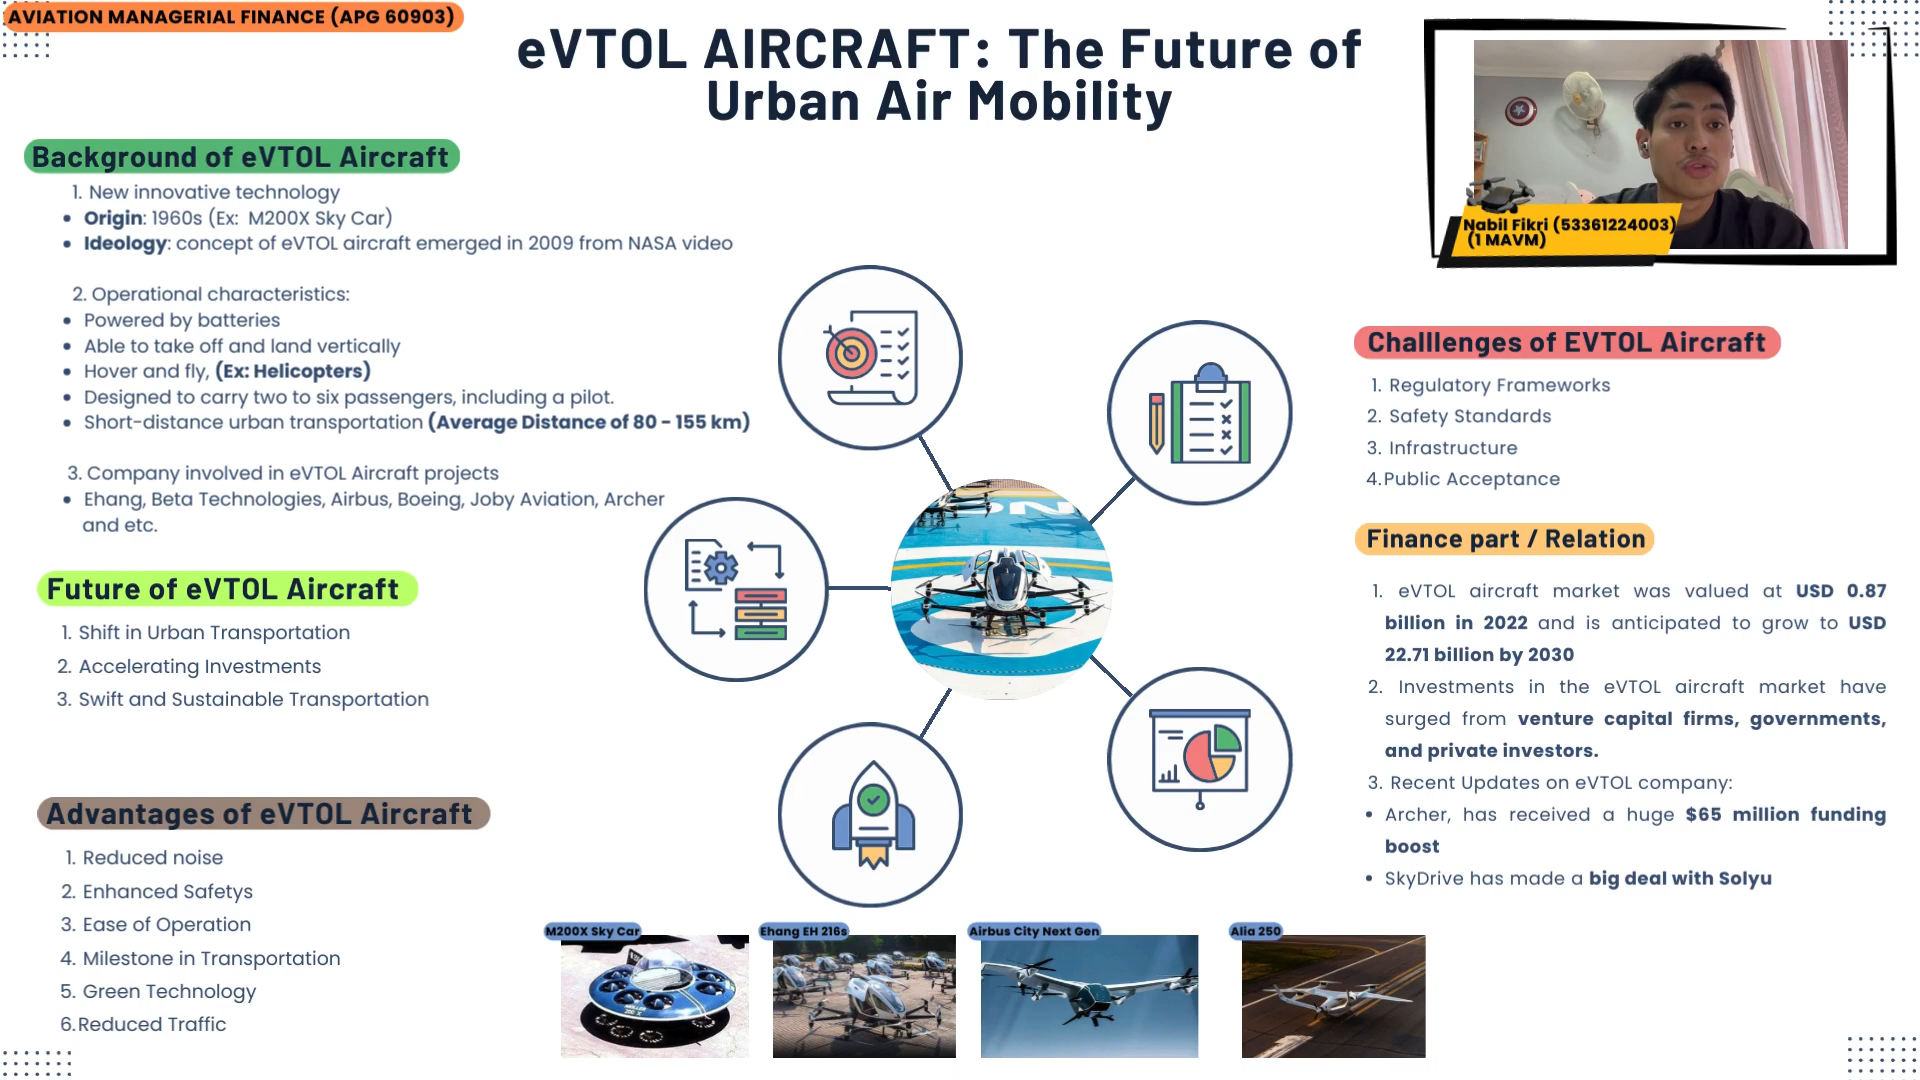 AVIATION MANAGERIAL FINANCE (APG 60903)
eVTOL AIRCRAFT: The Future of
Urban Air Mobility
Nabil Fikri (53361224003)
(1 MAVM)
Background of eVTOL Aircraft
1. New innovative technology
• Origin: 1960s (Ex: M200X Sky Car)
• Ideology: concept of eVTOL aircraft emerged in 2009 from NASA video
2. Operational characteristics:
• Powered by batteries
• Able to take off and land vertically
• Hover and fly, (Ex: Helicopters)
• Designed to carry two to six passengers, including a pilot.
• Short-distance urban transportation (Average Distance of 80 - 155 km)
3. Company involved in eVTOL Aircraft projects
• Ehang, Beta Technologies, Airbus, Boeing, Joby Aviation, Archer
and etc.
Future of eVTOL Aircraft
1. Shift in Urban Transportation
2. Accelerating Investments
3. Swift and Sustainable Transportation
Advantages of eVTOL Aircraft
1. Reduced noise
2. Enhanced Safetys
3. Ease of Operation
4. Milestone in Transportation
5. Green Technology
6.Reduced Traffic
Challlenges of EVTOL Aircraft
1. Regulatory Frameworks
2. Safety Standards
3. Infrastructure
4.Public Acceptance
Finance part / Relation
1. eVTOL aircraft market was valued at USD 0.87
billion in 2022 and is anticipated to grow to USD
22.71 billion by 2030
2. Investments in the eVTOL aircraft market have
surged from venture capital firms, governments,
and private investors.
3. Recent Updates on eVTOL company:
• Archer, has received a huge $65 million funding
boost
• SkyDrive has made a big deal with Solyu
M200X Sky Car
Ehang EH 216s
Airbus City Next Gen
Alia 250